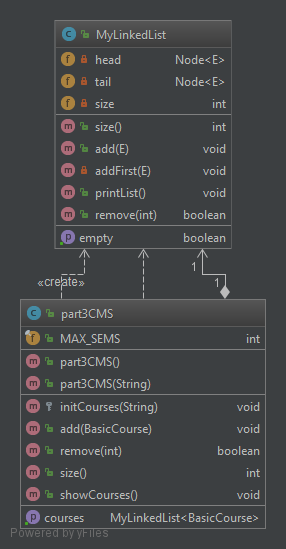 MyLinkedList
head Node<E>
tail Node<E>
size int
size() int
add(E) void
addFirst(E) void
printList() void
remove(int) boolean
empty boolean
«create»
1
1
part3CMS
MAX_SEMS int
part3CMS()
part3CMS(String)
initCourses(String) void
add(BasicCourse) void
remove(int) boolean
size() int
showCourses() void
courses MyLinkedList<BasicCourse>
Powered by yFiles